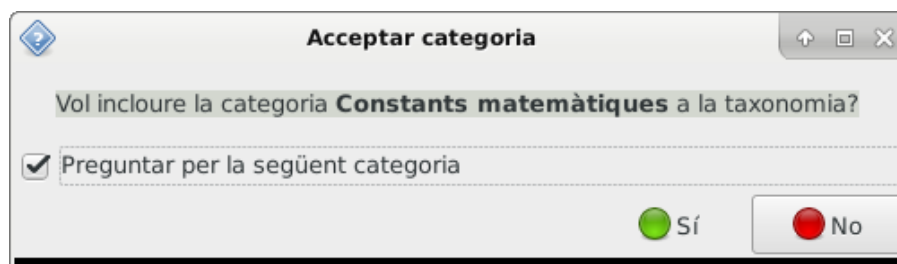 Acceptar categoria
Vol incloure la categoria Constants matemàtiques a la taxonomia?
Preguntar per la següent categoria
Sí No